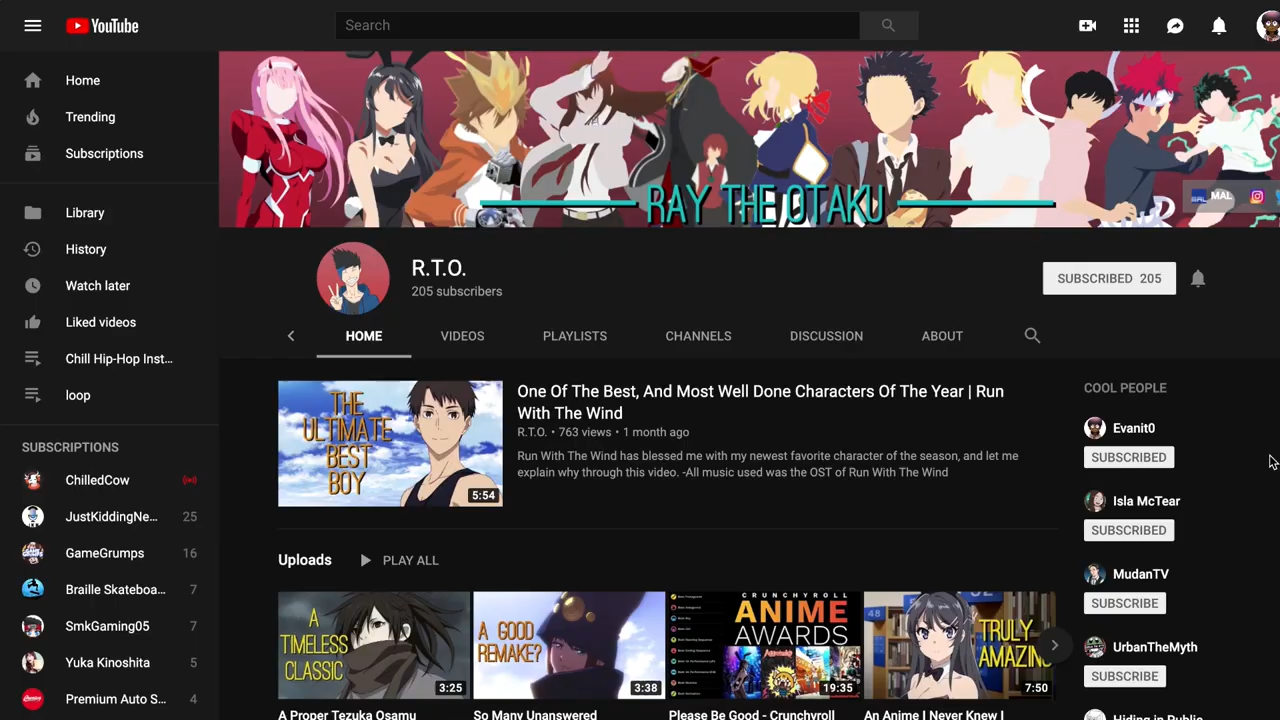 YouTube
Search
Home
Trending
Subscriptions
Library
History
Watch later
Liked videos
Chill Hip-Hop Inst...
loop
SUBSCRIPTIONS
ChilledCow
JustKiddingNe... 25
GameGrumps 16
Braille Skateboa... 7
SmkGaming05 7
Yuka Kinoshita 5
Premium Auto S... 4
RAY THE OTAKU
MAL
R.T.O.
205 subscribers
SUBSCRIBED 205
HOME VIDEOS PLAYLISTS CHANNELS DISCUSSION ABOUT
THE
ULTIMATE
BEST
BOY
5:54
One Of The Best, And Most Well Done Characters Of The Year | Run
With The Wind
R.T.O. • 763 views • 1 month ago
Run With The Wind has blessed me with my newest favorite character of the season, and let me
explain why through this video. -All music used was the OST of Run With The Wind
Uploads PLAY ALL
A
TIMELESS
CLASSIC
3:25
A Proper Tezuka Osamu
A GOOD
REMAKE?
3:38
So Many Unanswered
CRUNCHYROLL
ANIME
AWARDS
19:35
Please Be Good - Crunchyroll
48
TRULY
AMAZING
7:50
An Anime I Never Knew I
COOL PEOPLE
Evanit0
SUBSCRIBED
Isla McTear
SUBSCRIBED
MudanTV
SUBSCRIBE
UrbanTheMyth
SUBSCRIBE
Hiding in Public